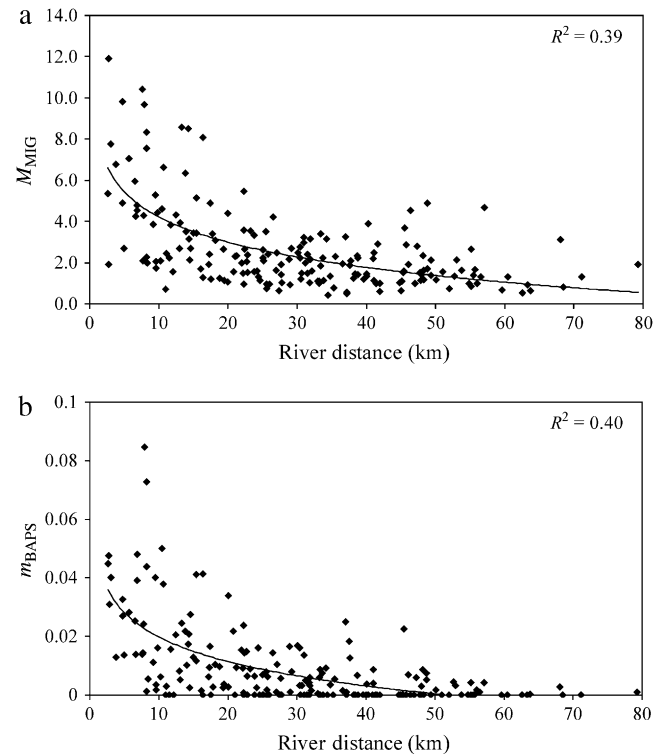 a
14.0
R² = 0.39
12.0
10.0
8.0
M_MIG
6.0
4.0
2.0
0.0
0 10 20 30 40 50 60 70 80
River distance (km)
b
0.1
R² = 0.40
0.08
0.06
m_BAPS
0.04
0.02
0
0 10 20 30 40 50 60 70 80
River distance (km)